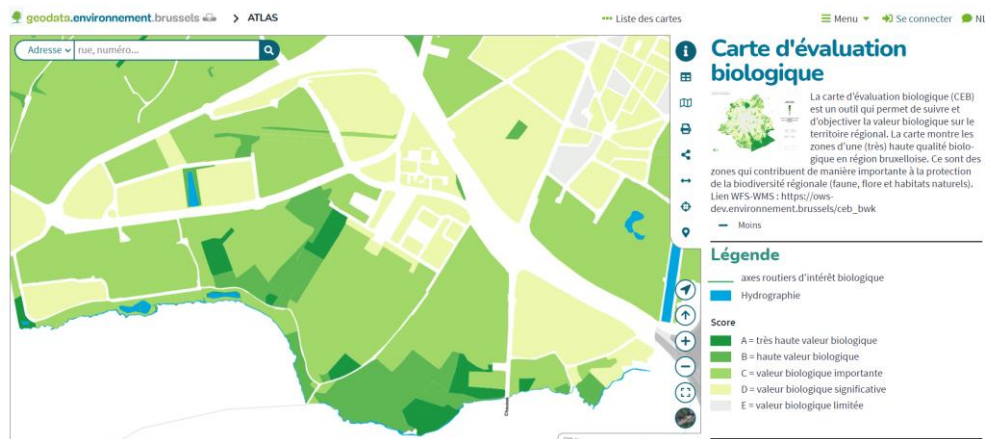 geodata.environnement.brussels > ATLAS
Liste des cartes
Menu
Se connecter
NL
Adresse
rue, numéro...
Carte d'évaluation
biologique
La carte d'évaluation biologique (CEB)
est un outil qui permet de suivre et
d'objectiver la valeur biologique sur le
territoire régional. La carte montre les
zones d'une (très) haute qualité biolo-
gique en région bruxelloise. Ce sont des
zones qui contribuent de manière importante à la protection
de la biodiversité régionale (faune, flore et habitats naturels).
Lien WFS-WMS : https://ows-
dev.environnement.brussels/ceb_bwk
Moins
Légende
axes routiers d'intérêt biologique
Hydrographie
Score
A = très haute valeur biologique
B = haute valeur biologique
C = valeur biologique importante
D = valeur biologique significative
E = valeur biologique limitée